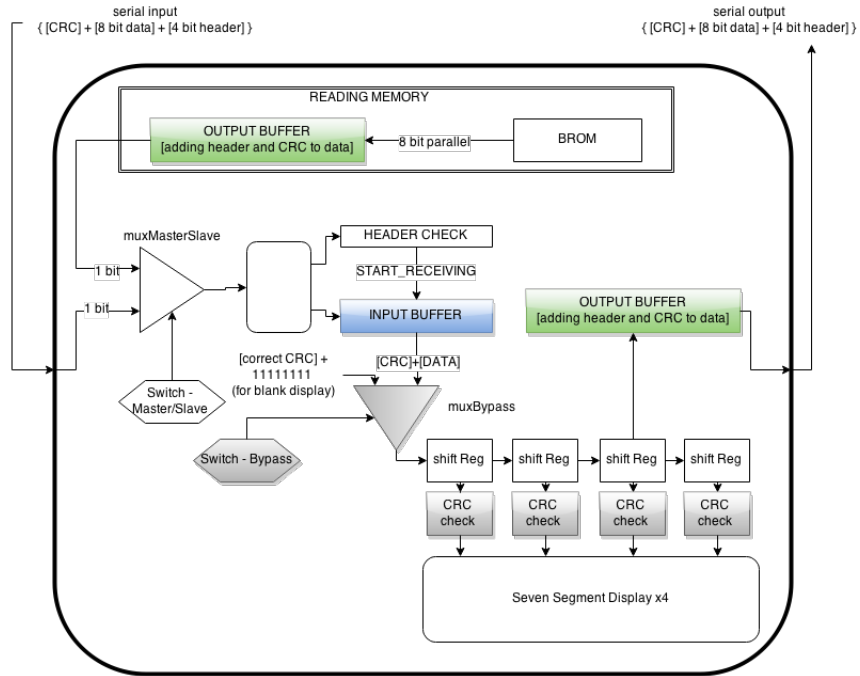 serial input
{ [CRC] + [8 bit data] + [4 bit header] }
serial output
{ [CRC] + [8 bit data] + [4 bit header] }
READING MEMORY
OUTPUT BUFFER
[adding header and CRC to data]
8 bit parallel
BROM
muxMasterSlave
1 bit
1 bit
HEADER CHECK
START_RECEIVING
INPUT BUFFER
OUTPUT BUFFER
[adding header and CRC to data]
[correct CRC] +
11111111
(for blank display)
[CRC]+[DATA]
Switch -
Master/Slave
muxBypass
Switch - Bypass
shift Reg
shift Reg
shift Reg
shift Reg
CRC
check
CRC
check
CRC
check
CRC
check
Seven Segment Display x4